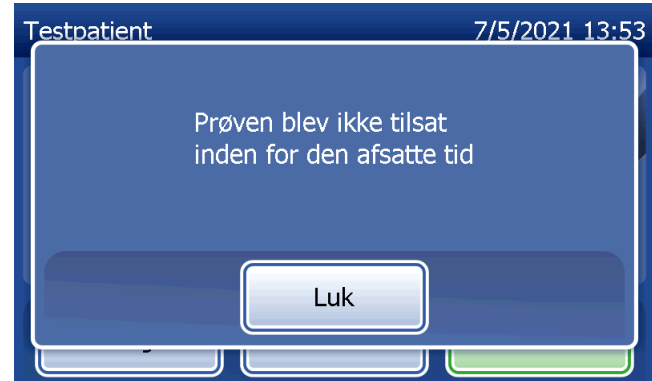 Testpatient 7/5/2021 13:53
Prøven blev ikke tilsat
inden for den afsatte tid
Luk